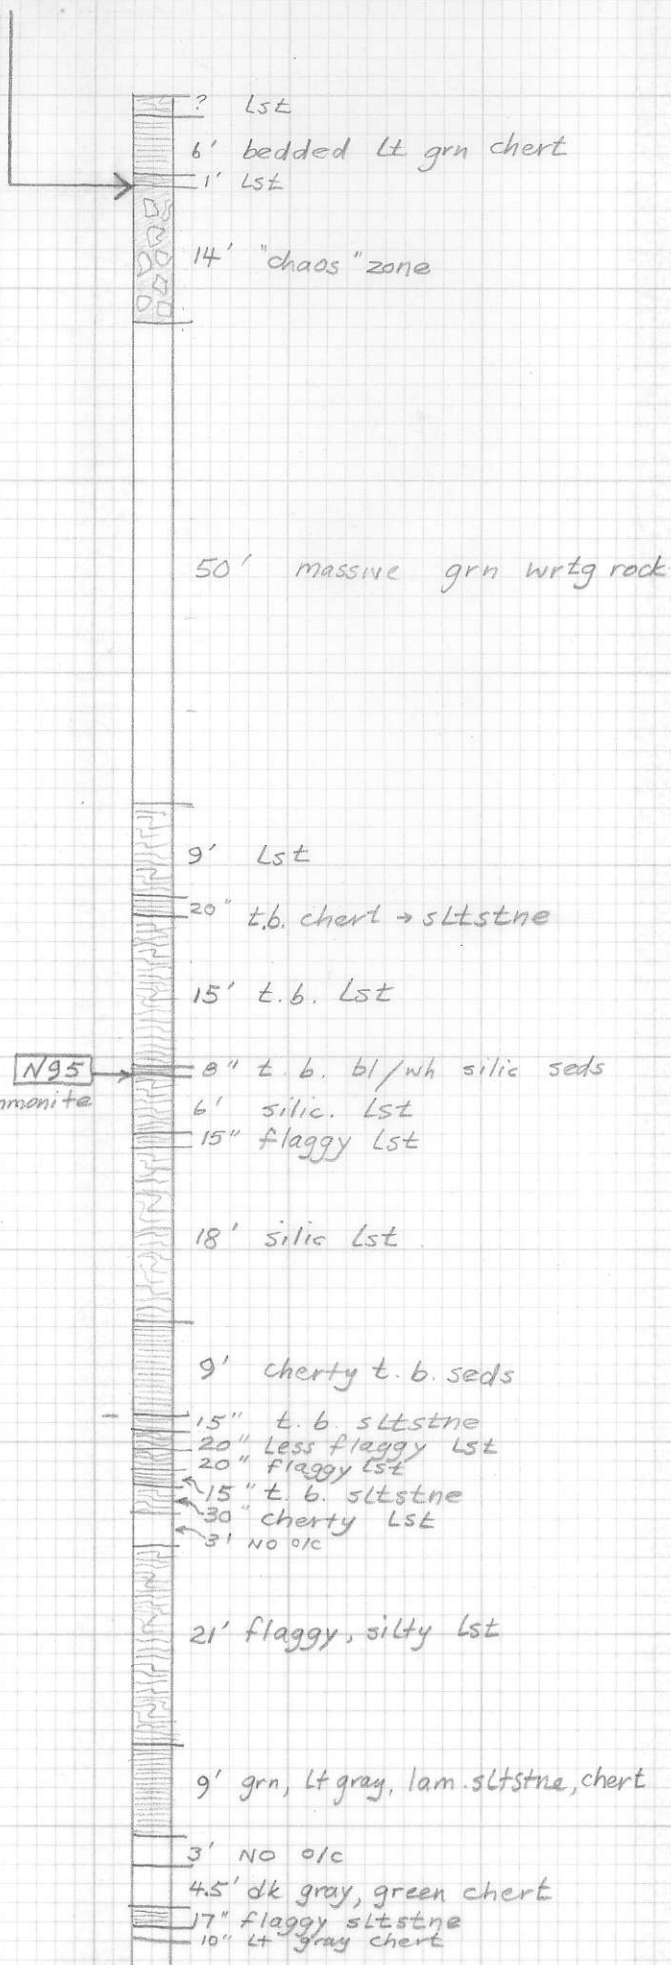 ? Lst
6' bedded Lt grn chert
1' Lst
14' "chaos" zone
50' massive grn wrtg rock
9' Lst
20" t.b. chert → sltstne
15' t.b. Lst
N95
8" t. b. bl/wh silic seds
mmonite
6' silic. Lst
15" flaggy Lst
18' silic Lst
9' cherty t. b. seds
15" t. b. sltstne
20" Less flaggy Lst
20" flaggy Lst
15" t. b. sltstne
30" cherty Lst
3' NO o/c
21' flaggy, silty Lst
9' grn, Lt gray, lam. sltstne, chert
3' NO o/c
4.5' dk gray, green chert
17" flaggy sltstne
10" Lt gray chert